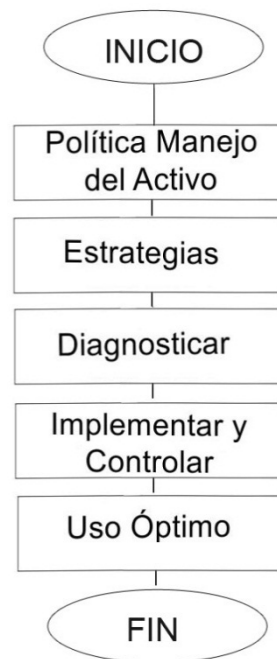 INICIO
Política Manejo
del Activo
Estrategias
Diagnosticar
Implementar y
Controlar
Uso Óptimo
FIN